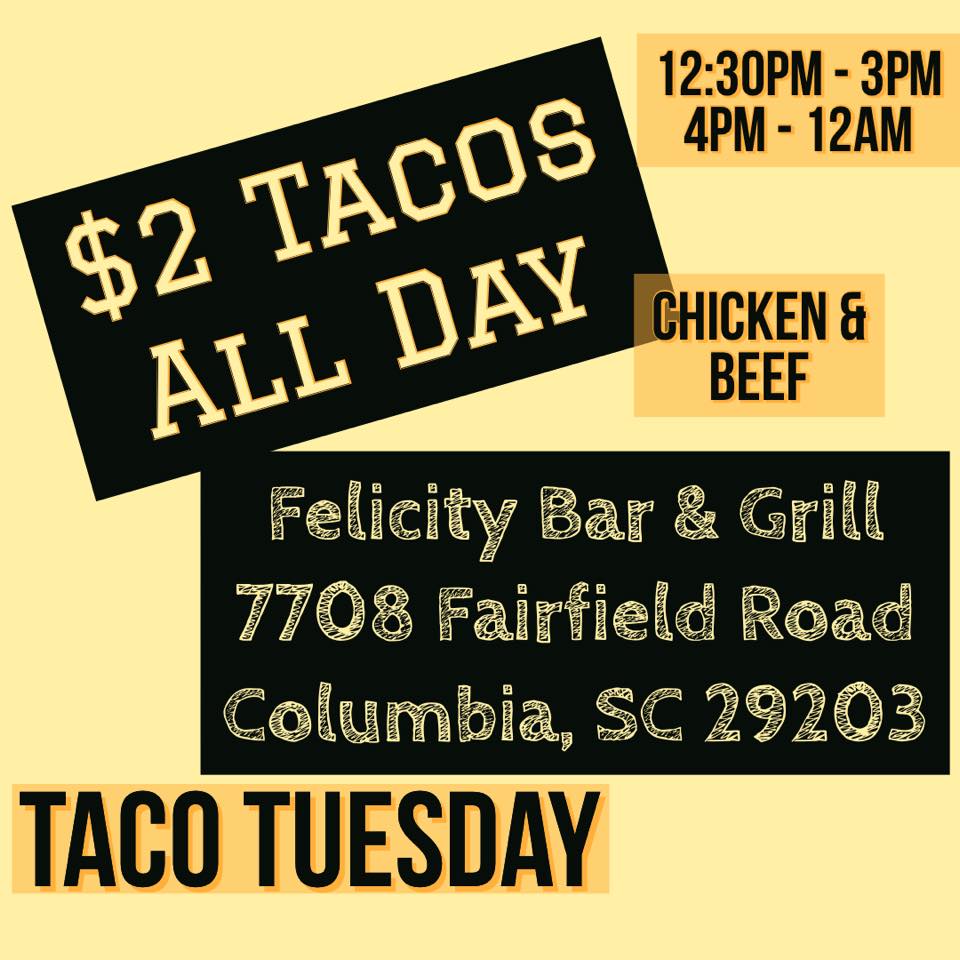 12:30PM - 3PM
4PM - 12AM
$2 Tacos
All Day
CHICKEN &
BEEF
Felicity Bar & Grill
7708 Fairfield Road
Columbia, SC 29203
TACO TUESDAY